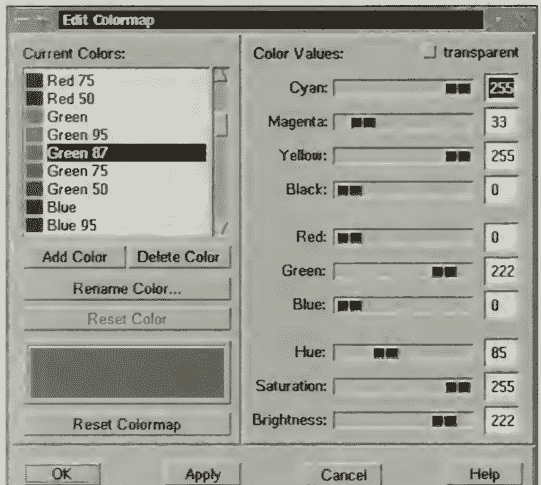 Edit Colormap
Current Colors:
Red 75
Red 50
Green
Green 95
Green 87
Green 75
Green 50
Blue
Blue 95
Add Color
Delete Color
Rename Color...
Reset Color
Reset Colormap
Color Values:
transparent
Cyan: 255
Magenta: 33
Yellow: 255
Black: 0
Red: 0
Green: 222
Blue: 0
Hue: 85
Saturation: 255
Brightness: 222
OK
Apply
Cancel
Help